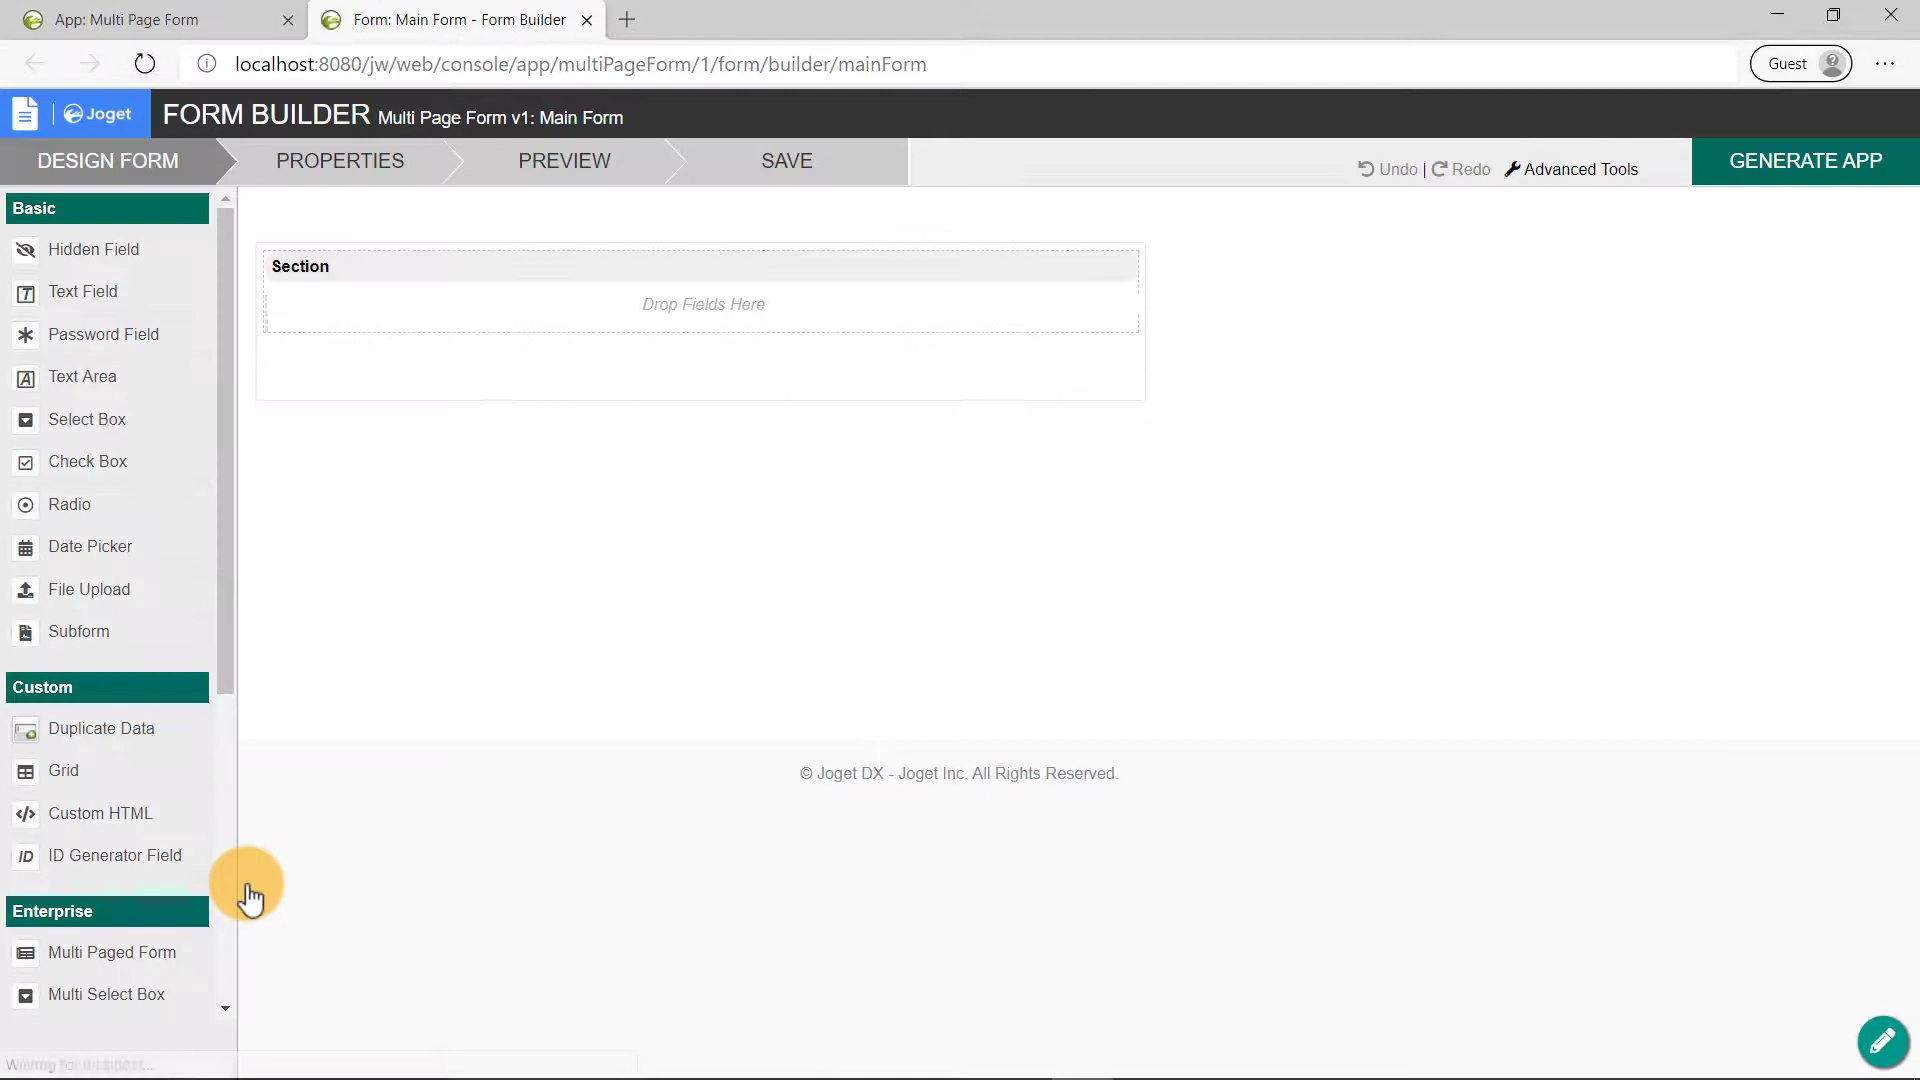 App: Multi Page Form
Form: Main Form - Form Builder
localhost:8080/jw/web/console/app/multiPageForm/1/form/builder/mainForm
Guest
Joget
FORM BUILDER Multi Page Form v1: Main Form
DESIGN FORM
PROPERTIES
PREVIEW
SAVE
Undo | Redo
Advanced Tools
GENERATE APP
Basic
Hidden Field
Text Field
Password Field
Text Area
Select Box
Check Box
Radio
Date Picker
File Upload
Subform
Custom
Duplicate Data
Grid
Custom HTML
ID Generator Field
Enterprise
Multi Paged Form
Multi Select Box
Section
Drop Fields Here
© Joget DX - Joget Inc. All Rights Reserved.